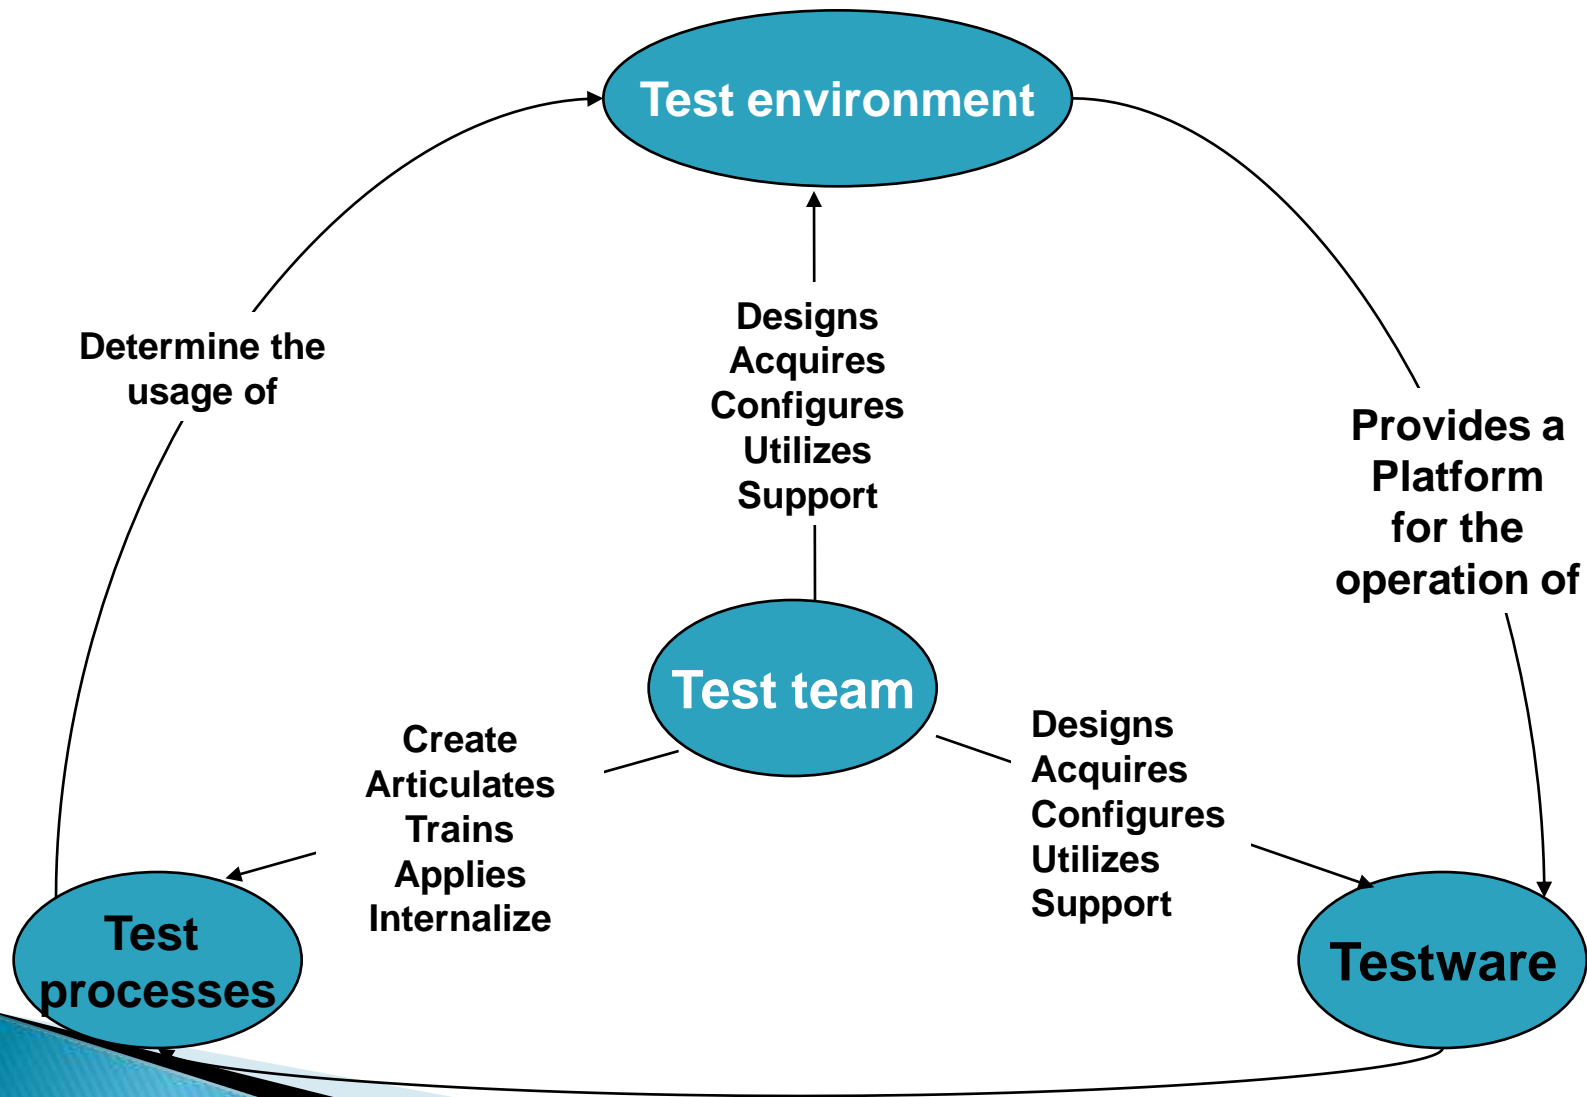 Test environment
Determine the
usage of
Designs
Acquires
Configures
Utilizes
Support
Provides a
Platform
for the
operation of
Test team
Create
Articulates
Trains
Applies
Internalize
Designs
Acquires
Configures
Utilizes
Support
Test
processes
Testware